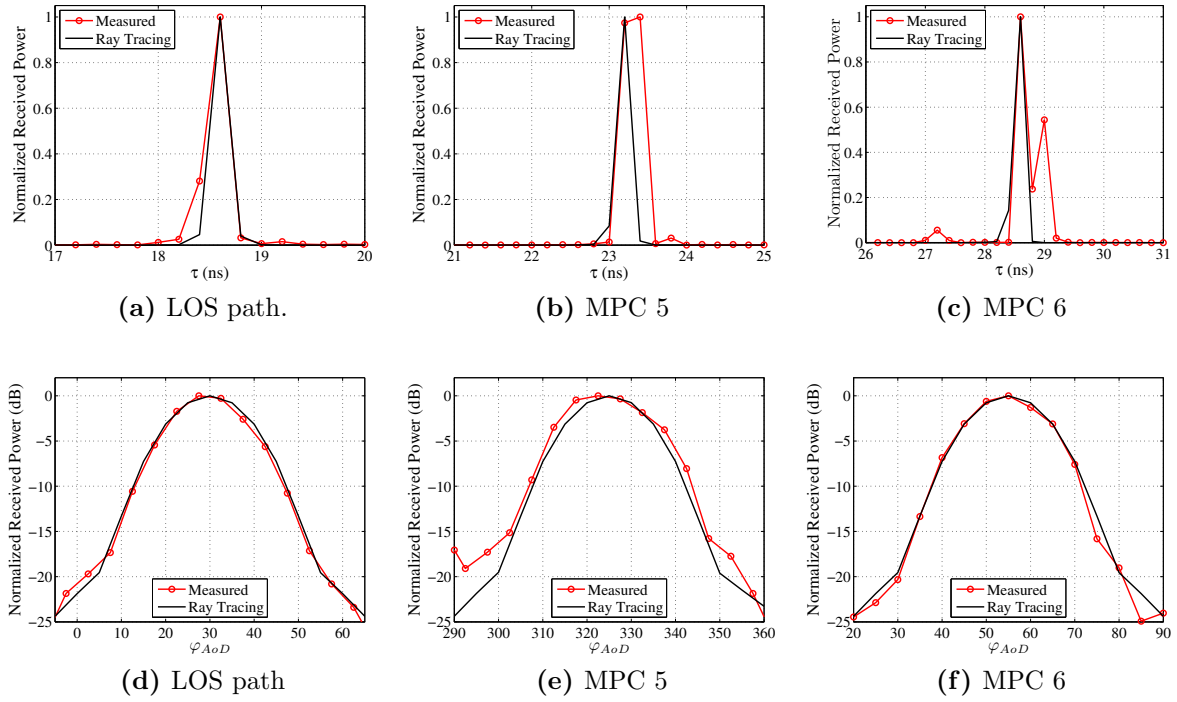 Measured
Ray Tracing
Normalized Received Power
1
0.8
0.6
0.4
0.2
0
17 18 19 20
τ (ns)
(a) LOS path.
Measured
Ray Tracing
Normalized Received Power
1
0.8
0.6
0.4
0.2
0
21 22 23 24 25
τ (ns)
(b) MPC 5
Measured
Ray Tracing
Normalized Received Power
1
0.8
0.6
0.4
0.2
0
26 27 28 29 30 31
τ (ns)
(c) MPC 6
Normalized Received Power (dB)
0
−5
−10
−15
−20
−25
Measured
Ray Tracing
0 10 20 30 40 50 60
φAoD
(d) LOS path
Normalized Received Power (dB)
0
−5
−10
−15
−20
−25
Measured
Ray Tracing
290 300 310 320 330 340 350 360
φAoD
(e) MPC 5
Normalized Received Power (dB)
0
−5
−10
−15
−20
−25
Measured
Ray Tracing
20 30 40 50 60 70 80 90
φAoD
(f) MPC 6